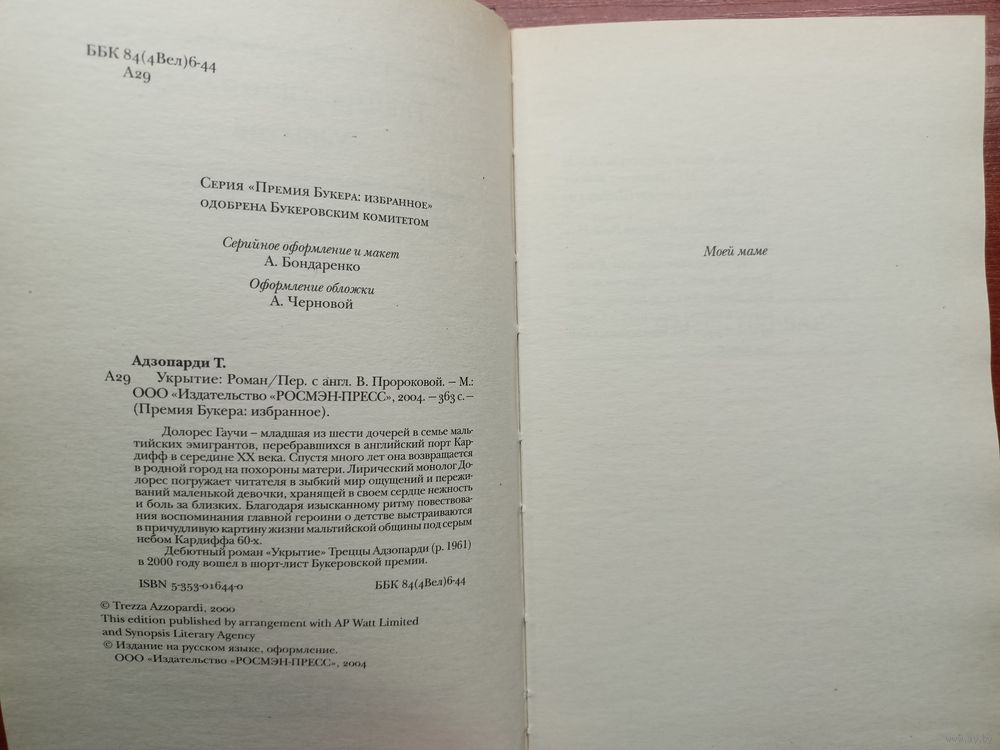 ББК 84(4Вел)6-44
А29
Серия «Премия Букера: избранное»
одобрена Букеровским комитетом
Серийное оформление и макет
А. Бондаренко
Оформление обложки
А. Черновой
Адзопарди Т.
А29 Укрытие: Роман/Пер. с англ. В. Пророковой. – М.:
ООО «Издательство «РОСМЭН-ПРЕСС», 2004. – 363 с. –
(Премия Букера: избранное).
Долорес Гаучи – младшая из шести дочерей в семье маль-
тийских эмигрантов, перебравшихся в английский порт Кар-
дифф в середине XX века. Спустя много лет она возвращается
в родной город на похороны матери. Лирический монолог До-
лорес погружает читателя в зыбкий мир ощущений и пережи-
ваний маленькой девочки, хранящей в своем сердце нежность
и боль за близких. Благодаря изысканному ритму повествова-
ния воспоминания главной героини о детстве выстраиваются
в причудливую картину жизни мальтийской общины под серым
небом Кардиффа 60-х.
Дебютный роман «Укрытие» Треццы Адзопарди (р. 1961)
в 2000 году вошел в шорт-лист Букеровской премии.
ISBN 5-353-01644-0 ББК 84(4Вел)6-44
© Trezza Azzopardi, 2000
This edition published by arrangement with AP Watt Limited
and Synopsis Literary Agency
© Издание на русском языке, оформление.
ООО «Издательство «РОСМЭН-ПРЕСС», 2004
Моей маме